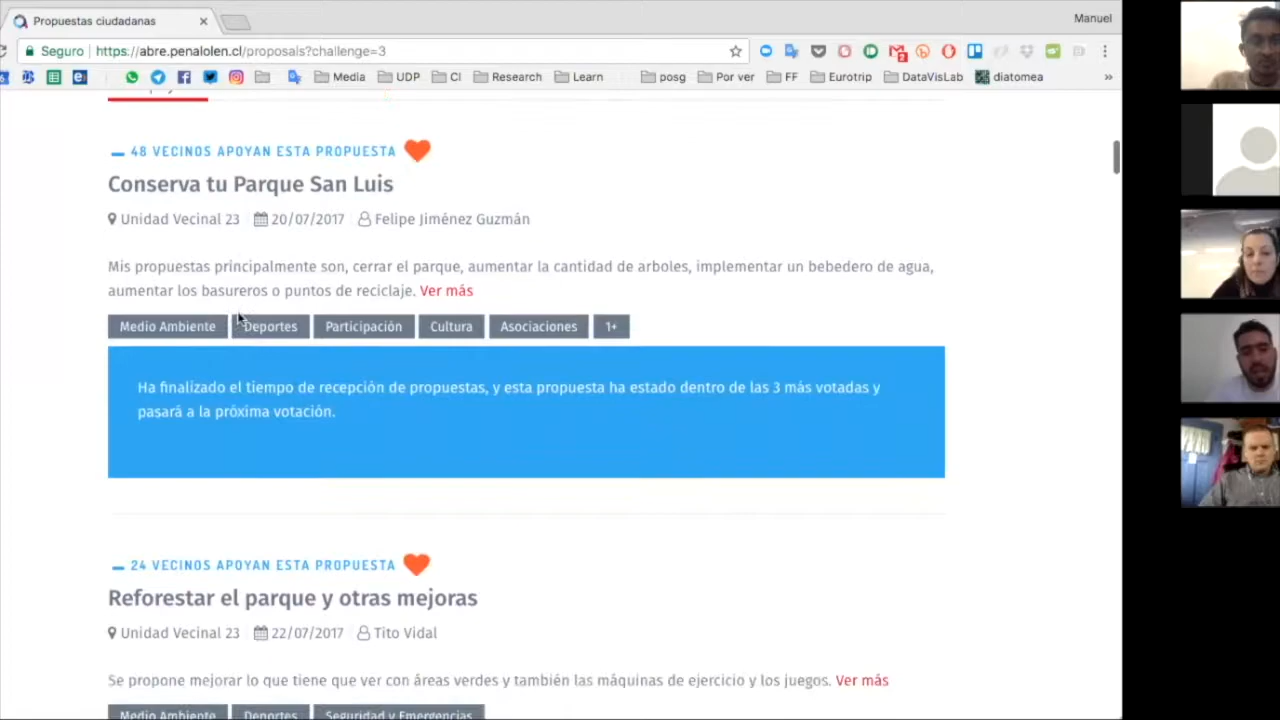 Propuestas ciudadanas
Manuel
Seguro https://abre.penalolen.cl/proposals?challenge=3
Media UDP CI Research Learn posg Por ver FF Eurotrip DataVisLab diatomea »
48 VECINOS APOYAN ESTA PROPUESTA
Conserva tu Parque San Luis
Unidad Vecinal 23 20/07/2017 Felipe Jiménez Guzmán
Mis propuestas principalmente son, cerrar el parque, aumentar la cantidad de arboles, implementar un bebedero de agua,
aumentar los basureros o puntos de reciclaje. Ver más
Medio Ambiente Deportes Participación Cultura Asociaciones 1+
Ha finalizado el tiempo de recepción de propuestas, y esta propuesta ha estado dentro de las 3 más votadas y
pasará a la próxima votación.
24 VECINOS APOYAN ESTA PROPUESTA
Reforestar el parque y otras mejoras
Unidad Vecinal 23 22/07/2017 Tito Vidal
Se propone mejorar lo que tiene que ver con áreas verdes y también las máquinas de ejercicio y los juegos. Ver más
Medio Ambiente Deportes Seguridad y Emergencias